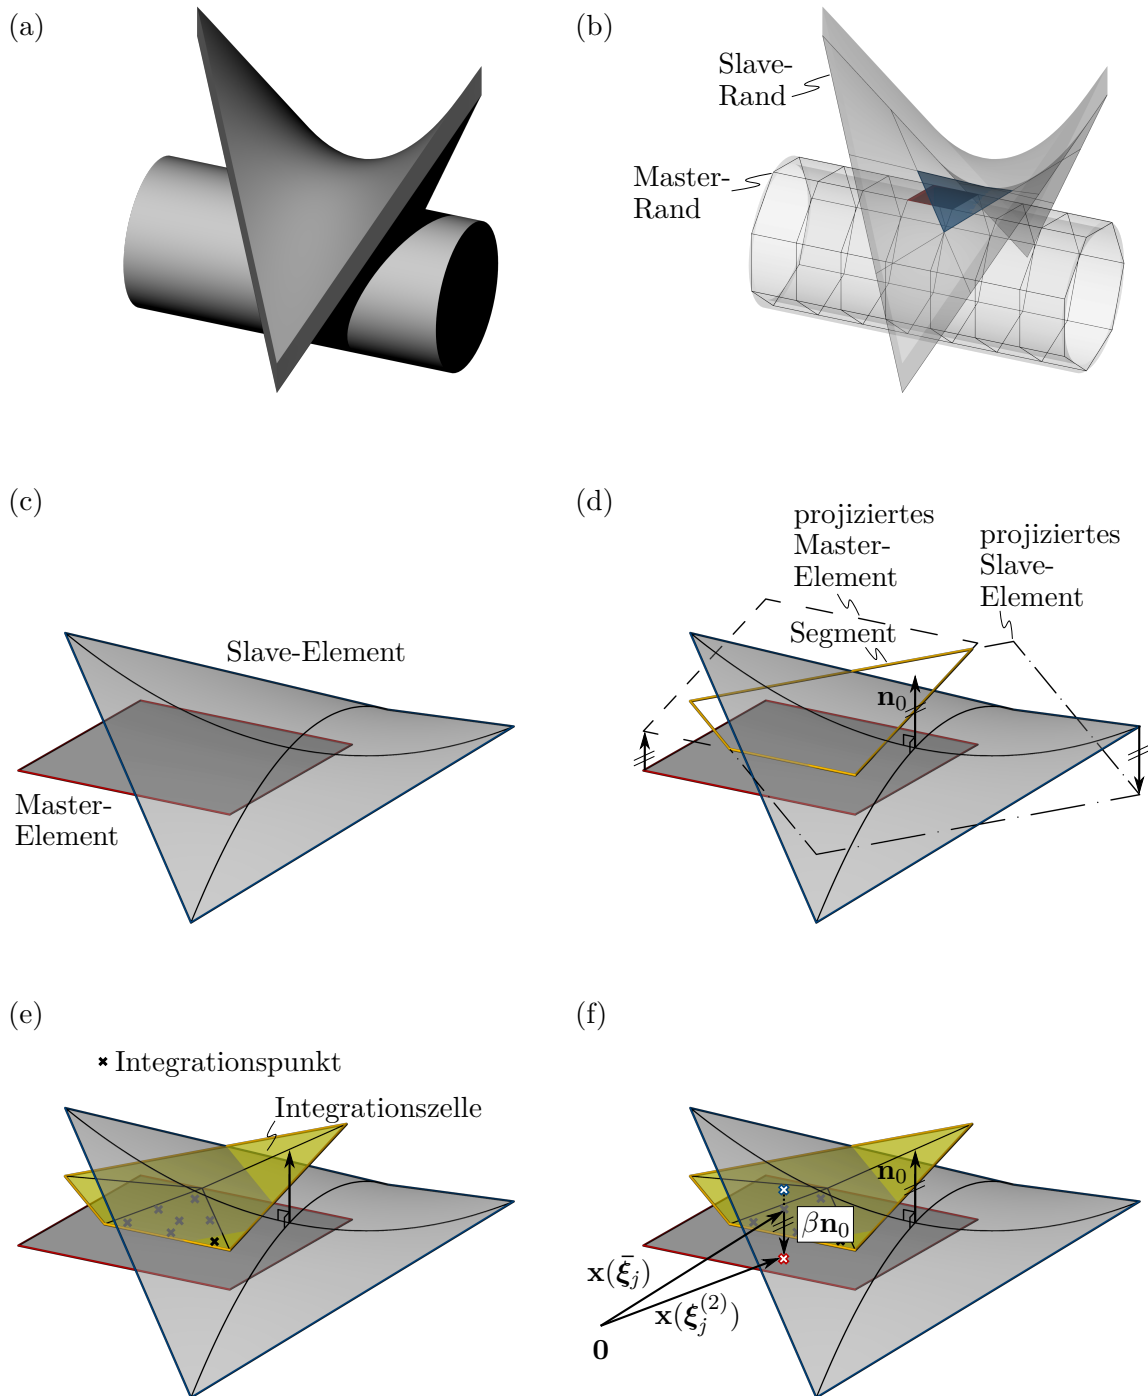 (a)
(b)
Slave-
Rand
Master-
Rand
(c)
Slave-Element
Master-
Element
(d)
projiziertes
Master-
Element
projiziertes
Slave-
Element
Segment
n₀
(e)
× Integrationspunkt
Integrationszelle
(f)
n₀
βn₀
x(ξ̄ⱼ)
x(ξⱼ⁽²⁾)
0